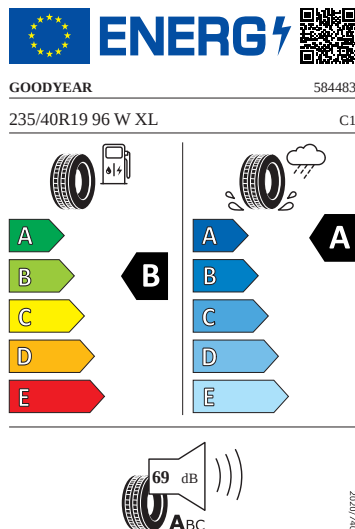 ENERG
GOODYEAR 584483
235/40R19 96 W XL C1
A A A
B B B
C C
D D
E E
69 dB
ABC